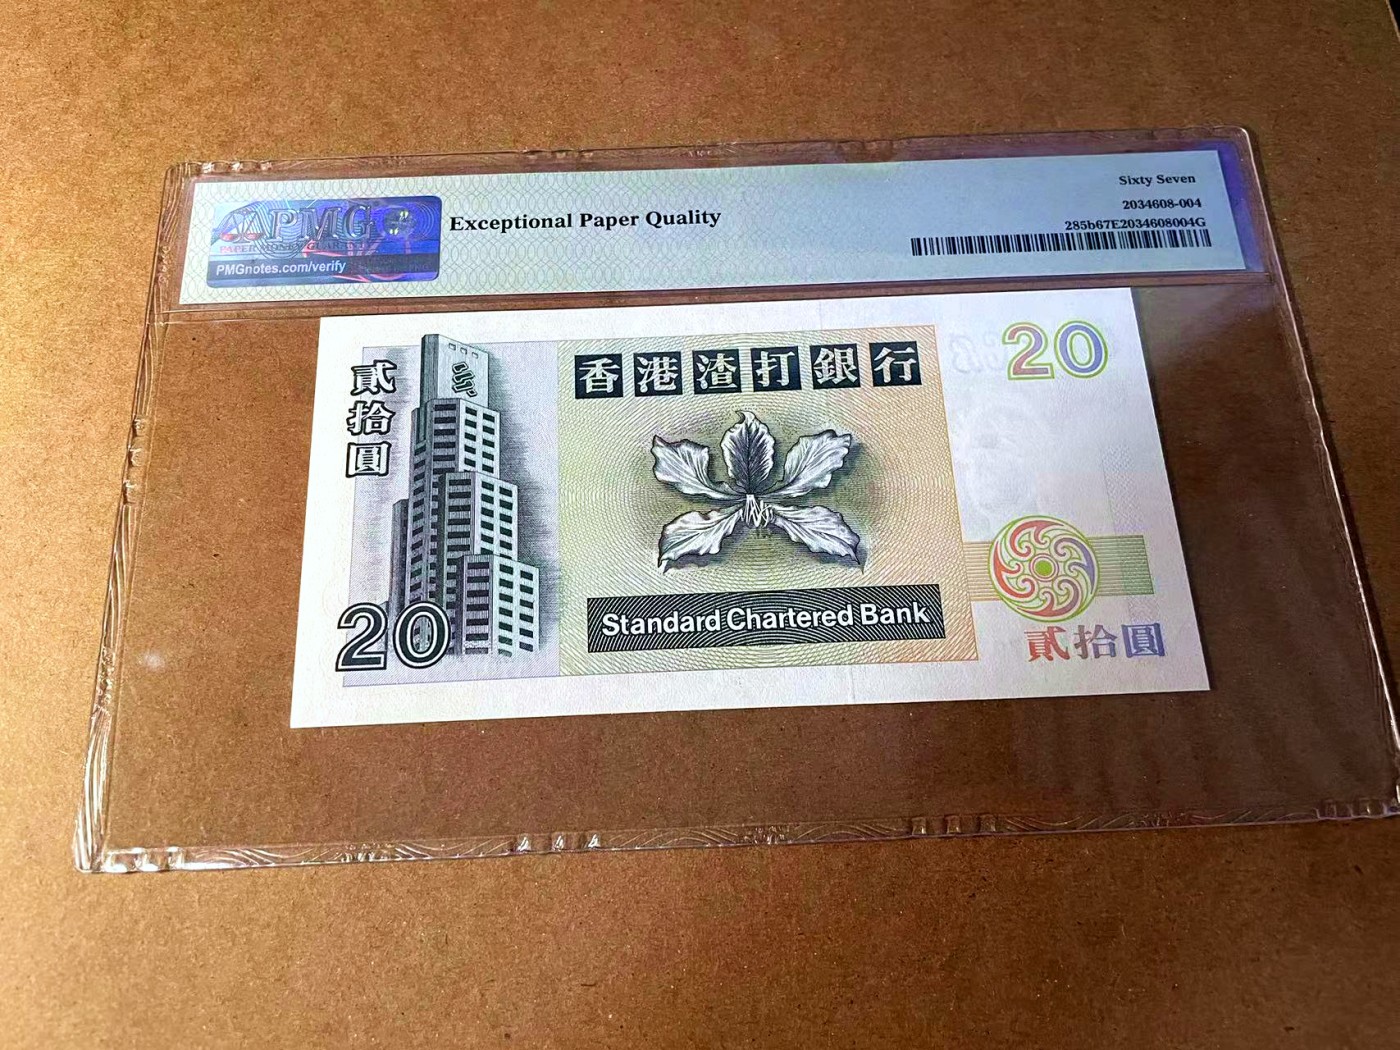 Sixty Seven
PMG
PAPER MONEY GUARANTY
Exceptional Paper Quality
2034608-004
285b67E2034608004G
PMGnotes.com/verify
貳拾圓
香港渣打銀行
20
20
Standard Chartered Bank
貳拾圓